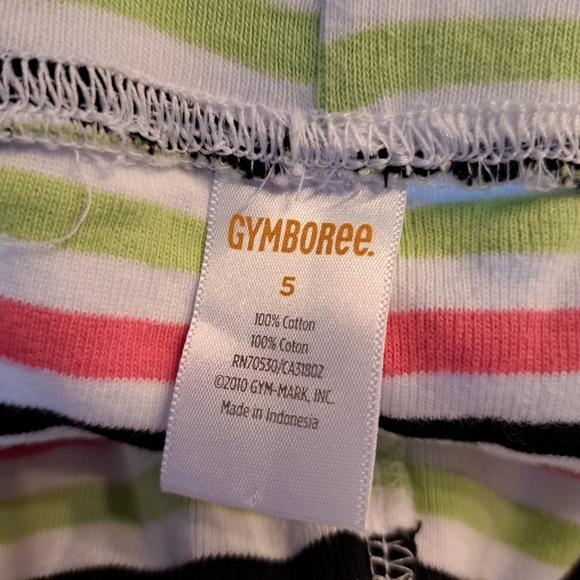 GYMBOREE.
5
100% Cotton
100% Coton
RN70530/CA31802
©2010 GYM-MARK, INC.
Made in Indonesia